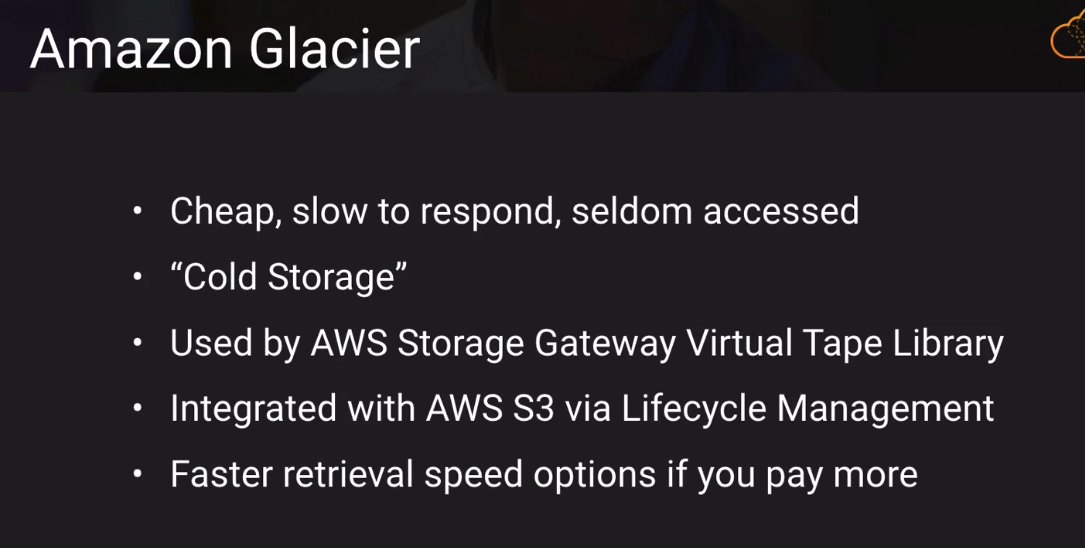 Amazon Glacier
• Cheap, slow to respond, seldom accessed
• “Cold Storage”
• Used by AWS Storage Gateway Virtual Tape Library
• Integrated with AWS S3 via Lifecycle Management
• Faster retrieval speed options if you pay more